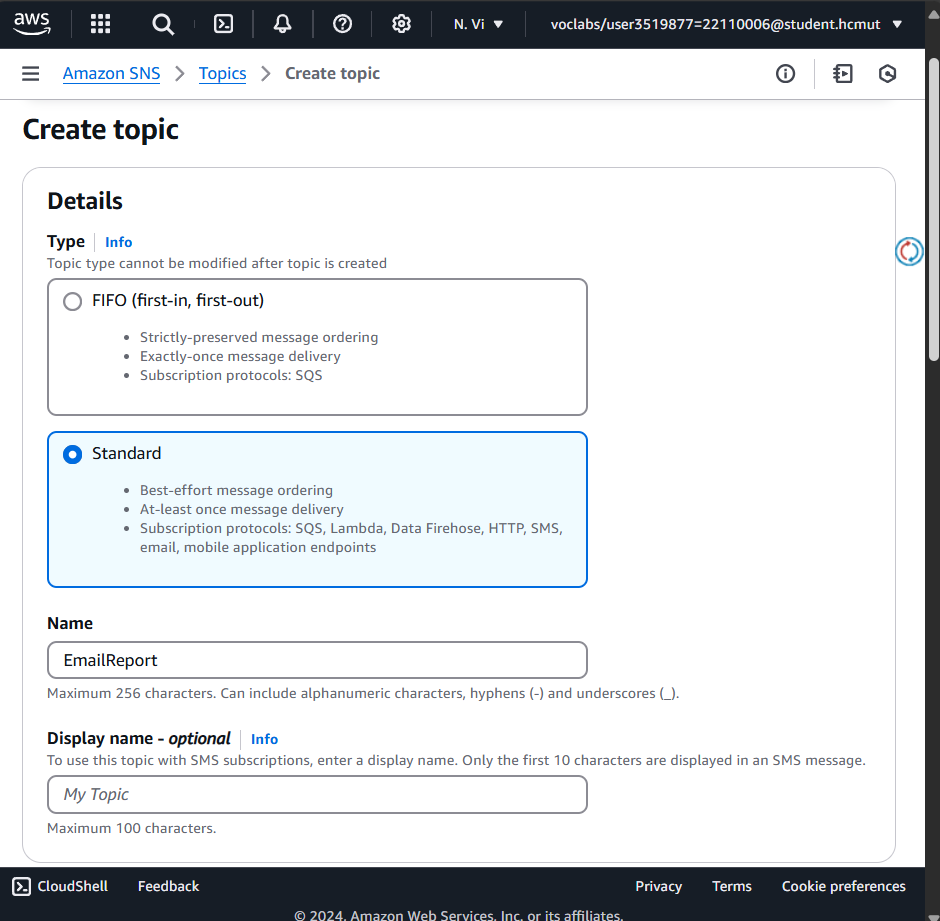 aws
N. Vi
voclabs/user3519877=22110006@student.hcmut
Amazon SNS
Topics
Create topic
Create topic
Details
Type
Info
Topic type cannot be modified after topic is created
FIFO (first-in, first-out)
Strictly-preserved message ordering
Exactly-once message delivery
Subscription protocols: SQS
Standard
Best-effort message ordering
At-least once message delivery
Subscription protocols: SQS, Lambda, Data Firehose, HTTP, SMS,
email, mobile application endpoints
Name
EmailReport
Maximum 256 characters. Can include alphanumeric characters, hyphens (-) and underscores (_).
Display name - optional
Info
To use this topic with SMS subscriptions, enter a display name. Only the first 10 characters are displayed in an SMS message.
My Topic
Maximum 100 characters.
CloudShell
Feedback
Privacy
Terms
Cookie preferences
© 2024, Amazon Web Services, Inc. or its affiliates.